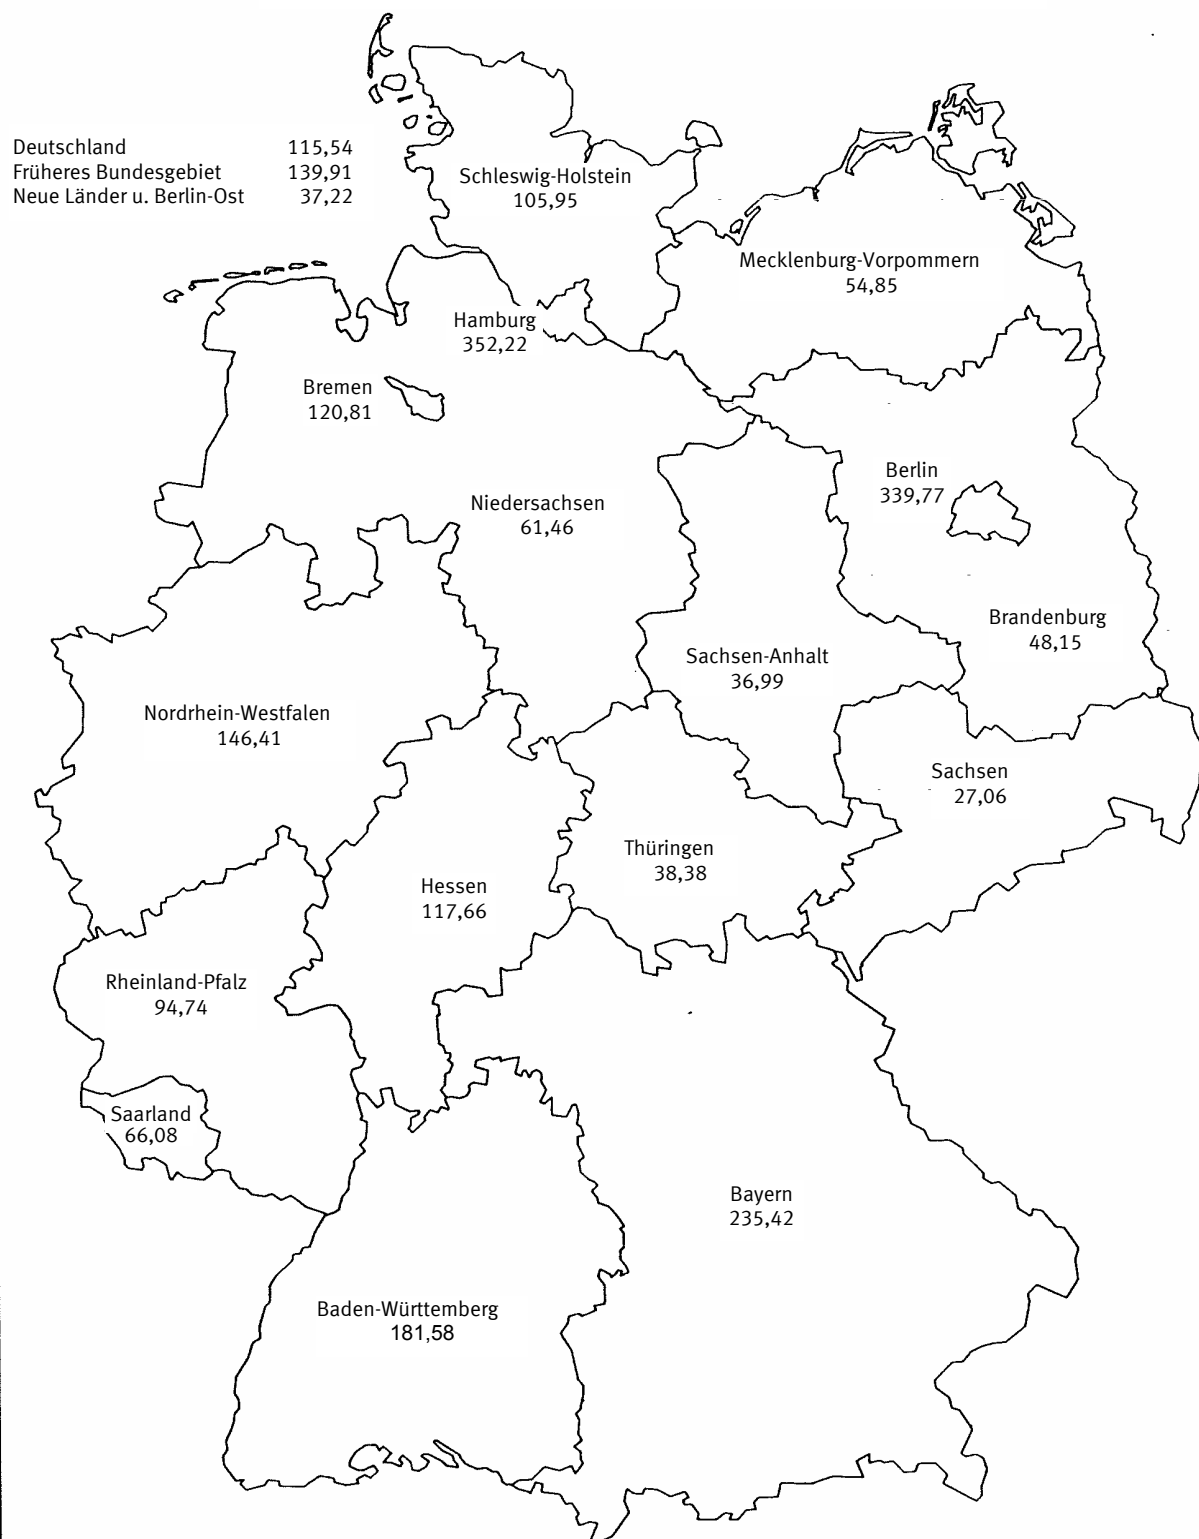 Deutschland 115,54
Früheres Bundesgebiet 139,91
Neue Länder u. Berlin-Ost 37,22
Schleswig-Holstein
105,95
Mecklenburg-Vorpommern
54,85
Hamburg
352,22
Bremen
120,81
Berlin
339,77
Niedersachsen
61,46
Brandenburg
48,15
Sachsen-Anhalt
36,99
Nordrhein-Westfalen
146,41
Sachsen
27,06
Thüringen
38,38
Hessen
117,66
Rheinland-Pfalz
94,74
Saarland
66,08
Bayern
235,42
Baden-Württemberg
181,58